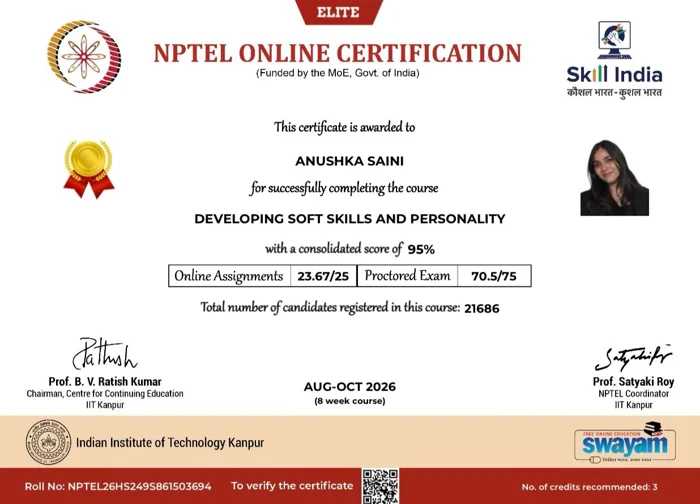 ELITE
NPTEL ONLINE CERTIFICATION
(Funded by the MoE, Govt. of India)
Skill India
कौशल भारत - कुशल भारत
This certificate is awarded to
ANUSHKA SAINI
for successfully completing the course
DEVELOPING SOFT SKILLS AND PERSONALITY
with a consolidated score of 95%
Online Assignments 23.67/25 Proctored Exam 70.5/75
Total number of candidates registered in this course: 21686
Prof. B. V. Ratish Kumar
Chairman, Centre for Continuing Education
IIT Kanpur
AUG-OCT 2026
(8 week course)
Prof. Satyaki Roy
NPTEL Coordinator
IIT Kanpur
Indian Institute of Technology Kanpur
FREE ONLINE EDUCATION
swayam
Roll No: NPTEL26HS249S861503694
To verify the certificate
No. of credits recommended: 3